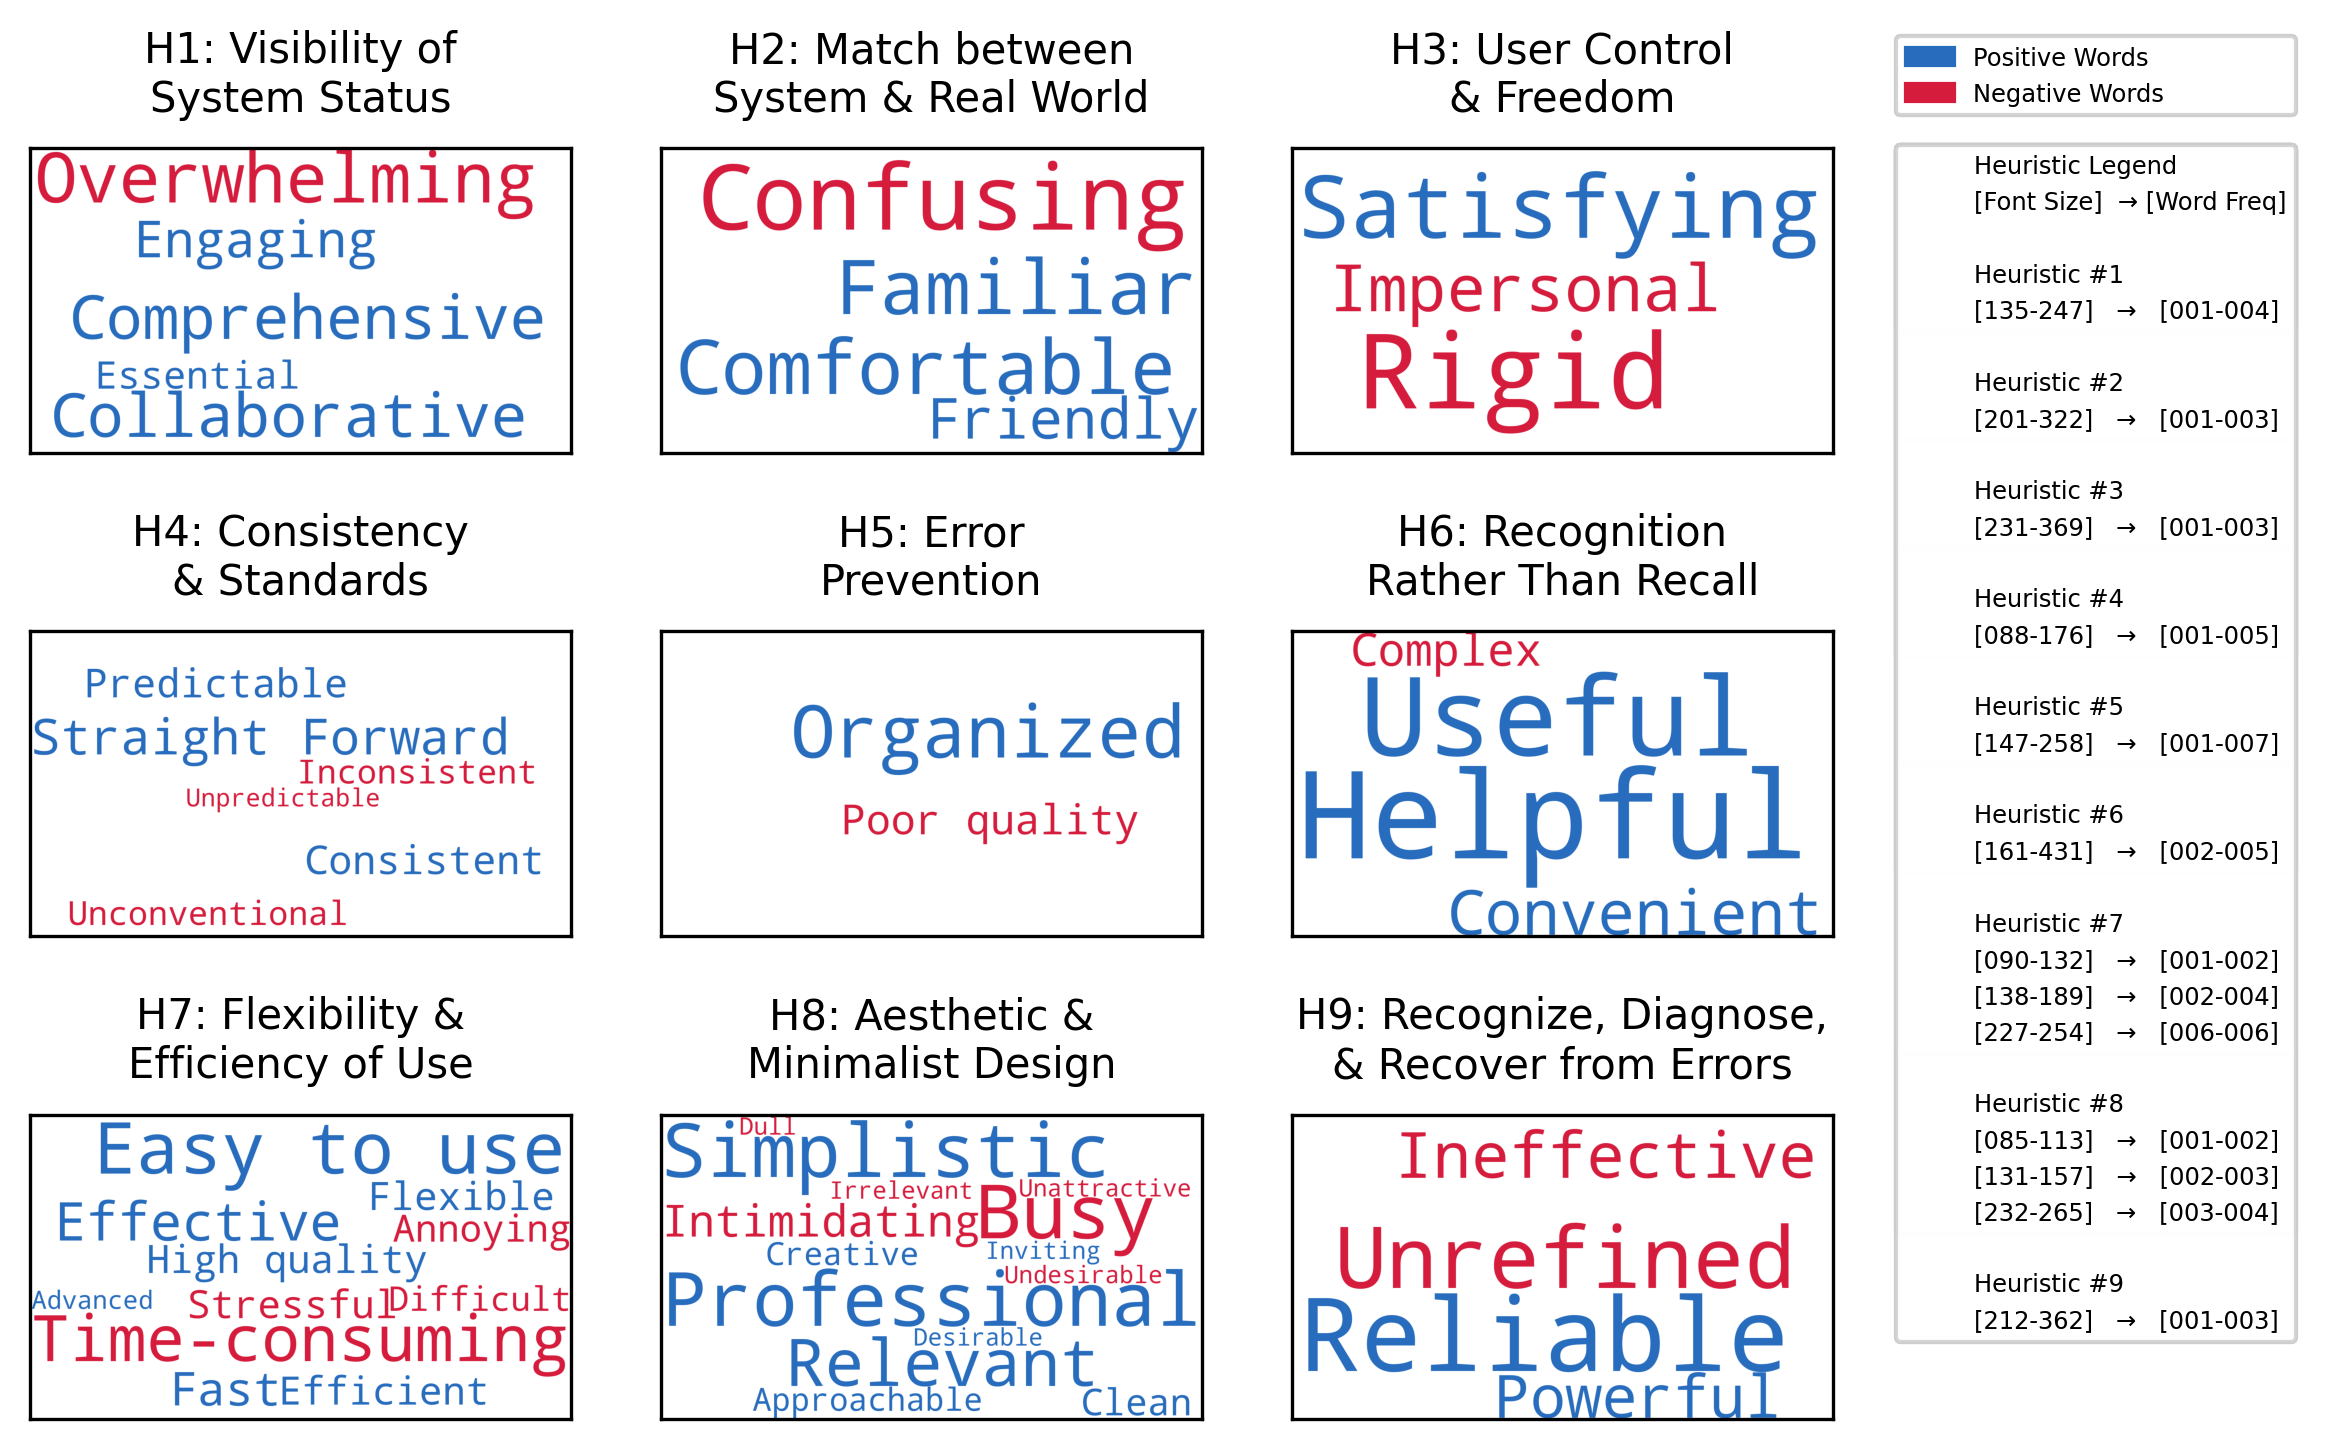 H1: Visibility of
System Status
Overwhelming
Engaging
Comprehensive
Essential
Collaborative
H2: Match between
System & Real World
Confusing
Familiar
Comfortable
Friendly
H3: User Control
& Freedom
Satisfying
Impersonal
Rigid
Positive Words
Negative Words
H4: Consistency
& Standards
Predictable
Straight Forward
Inconsistent
Unpredictable
Consistent
Unconventional
H5: Error
Prevention
Organized
Poor quality
H6: Recognition
Rather Than Recall
Complex
Useful
Helpful
Convenient
H7: Flexibility &
Efficiency of Use
Easy to use
Flexible
Effective
Annoying
High quality
Advanced
Stressful
Difficult
Time-consuming
Fast
Efficient
H8: Aesthetic &
Minimalist Design
Dull
Simplistic
Irrelevant
Unattractive
Intimidating
Busy
Creative
Inviting
Undesirable
Professional
Desirable
Relevant
Approachable
Clean
H9: Recognize, Diagnose,
& Recover from Errors
Ineffective
Unrefined
Reliable
Powerful
Heuristic Legend
[Font Size] → [Word Freq]
Heuristic #1
[135-247] → [001-004]
Heuristic #2
[201-322] → [001-003]
Heuristic #3
[231-369] → [001-003]
Heuristic #4
[088-176] → [001-005]
Heuristic #5
[147-258] → [001-007]
Heuristic #6
[161-431] → [002-005]
Heuristic #7
[090-132] → [001-002]
[138-189] → [002-004]
[227-254] → [006-006]
Heuristic #8
[085-113] → [001-002]
[131-157] → [002-003]
[232-265] → [003-004]
Heuristic #9
[212-362] → [001-003]